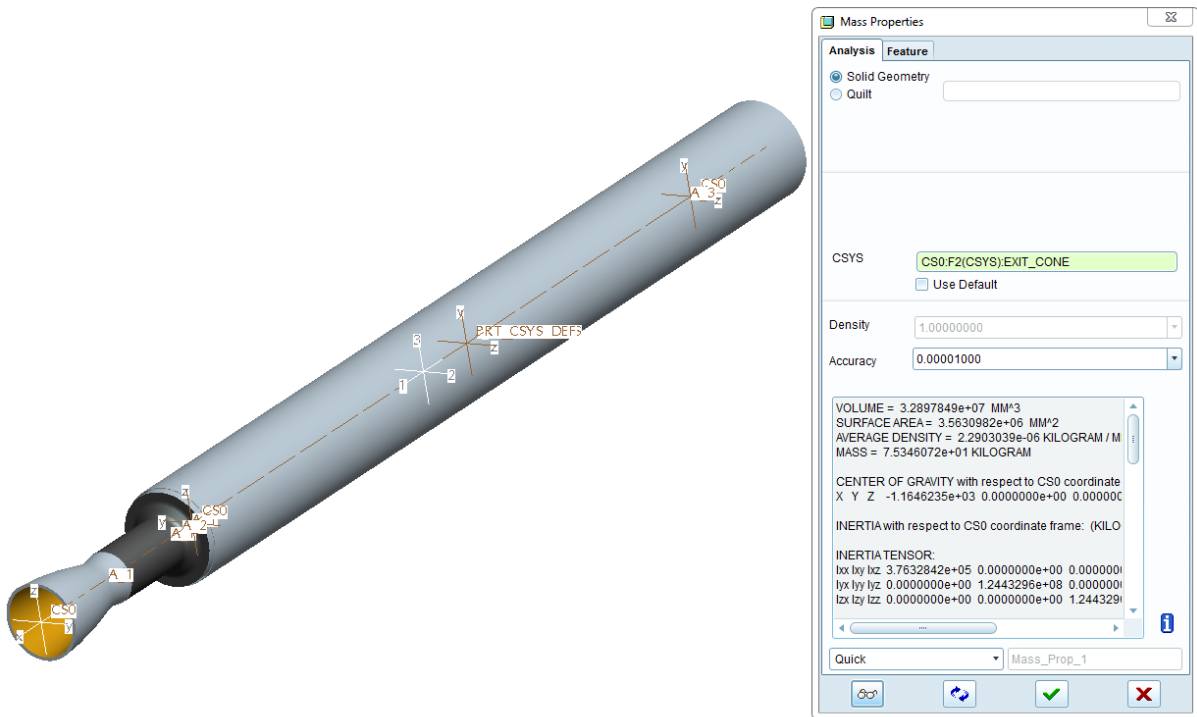 Mass Properties
Analysis Feature
Solid Geometry
Quilt
CSYS CS0:F2(CSYS):EXIT_CONE
Use Default
Density 1.00000000
Accuracy 0.00001000
VOLUME = 3.2897849e+07 MM^3
SURFACE AREA = 3.5630982e+06 MM^2
AVERAGE DENSITY = 2.2903039e-06 KILOGRAM / M
MASS = 7.5346072e+01 KILOGRAM
CENTER OF GRAVITY with respect to CS0 coordinate
X Y Z -1.1646235e+03 0.0000000e+00 0.000000
INERTIA with respect to CS0 coordinate frame: (KILO
INERTIA TENSOR:
Ixx Ixy Ixz 3.7632842e+05 0.0000000e+00 0.000000
Iyx Iyy Iyz 0.0000000e+00 1.2443296e+08 0.000000
Izx Izy Izz 0.0000000e+00 0.0000000e+00 1.244329
Quick Mass_Prop_1
y
CS0
A_3
z
y
PRT_CSYS_DEF
z
3
1
2
z
CS0
y
A_2
A_1
z
CS0
x
y